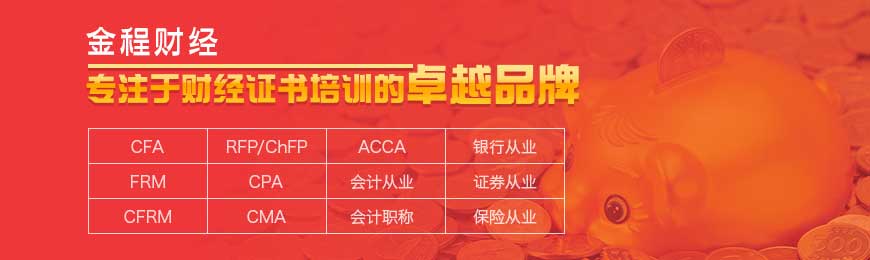 金程财经
专注于财经证书培训的卓越品牌
CFA RFP/ChFP ACCA 银行从业
FRM CPA 会计从业 证券从业
CFRM CMA 会计职称 保险从业
500